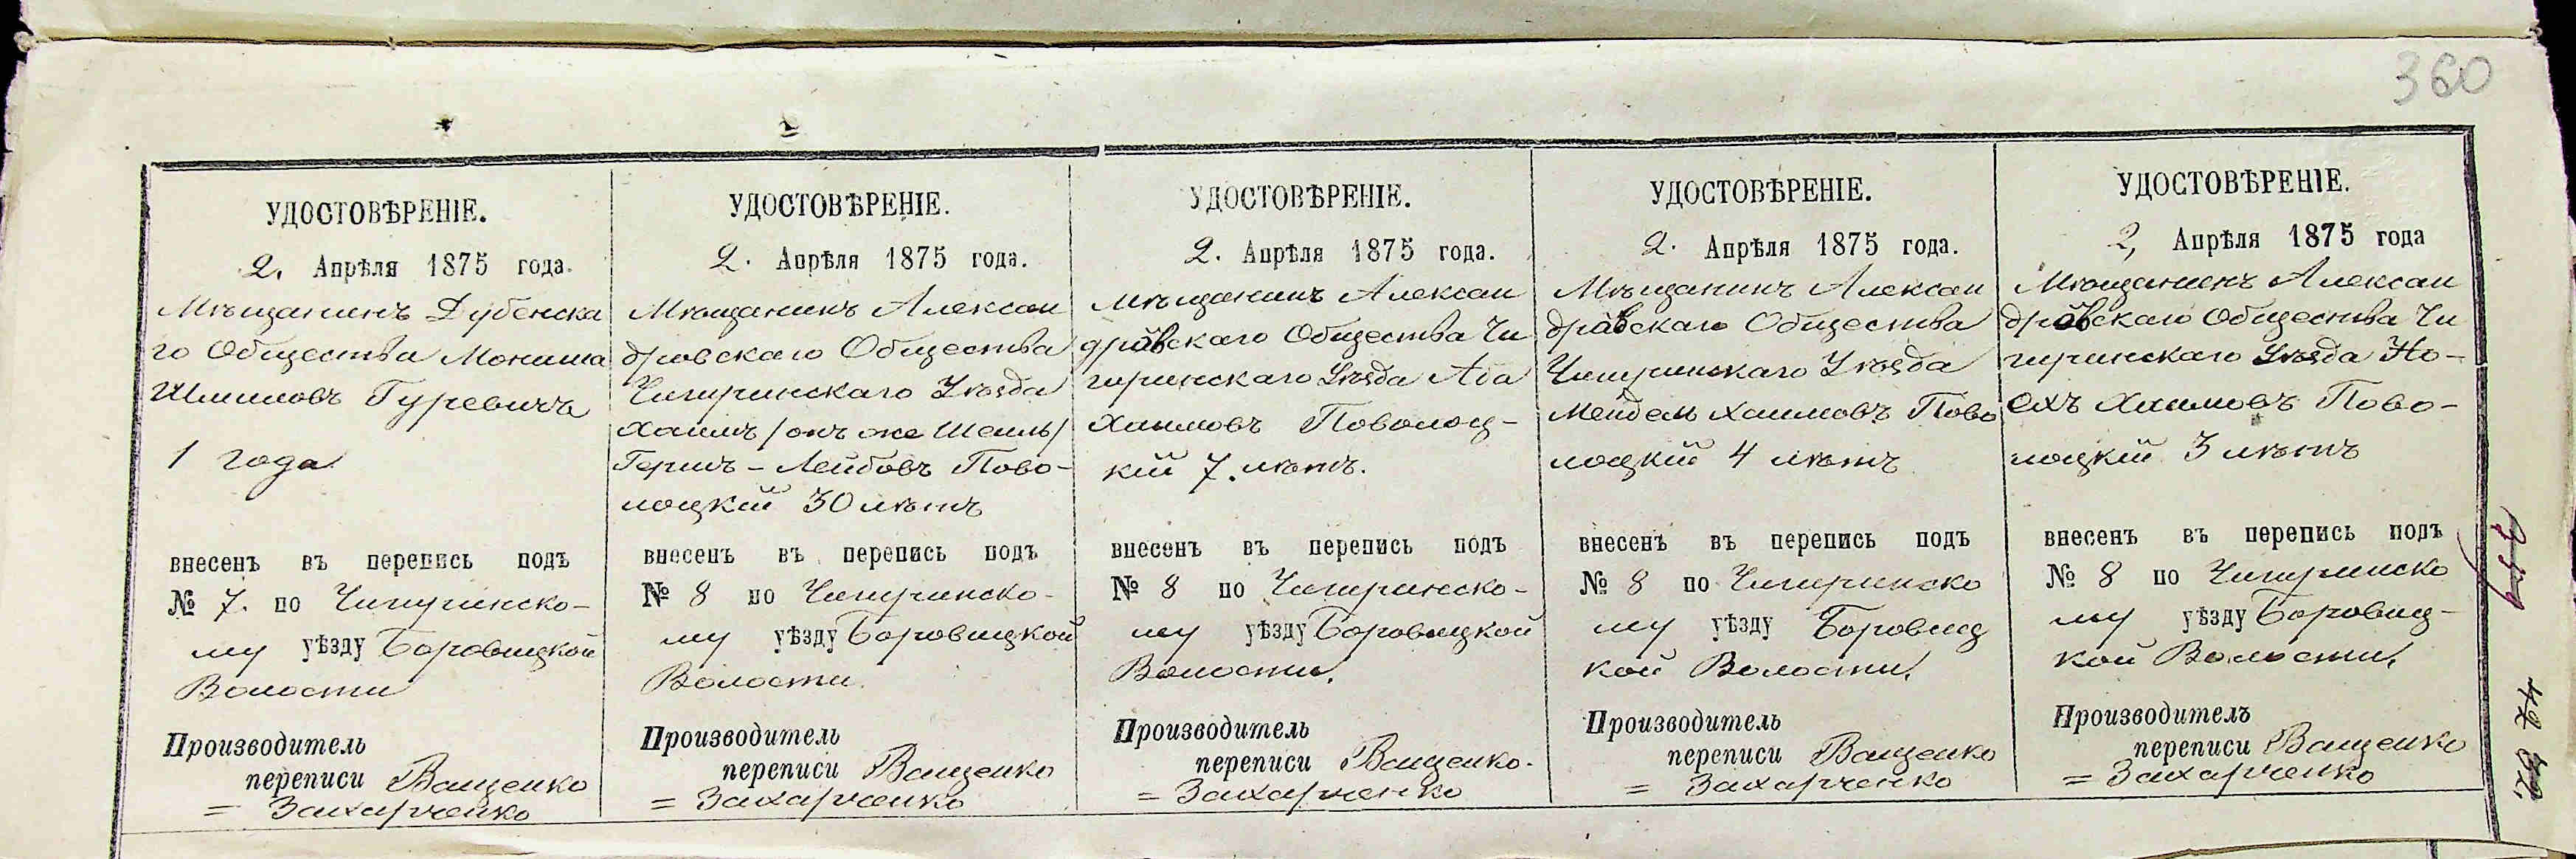 360
УДОСТОВѢРЕНІЕ.
2. Апрѣля 1875 года.
Мѣщанинъ Дубенска
го Общества Мониша
Шлиомовъ Гуревичъ
1 года
внесенъ въ перепись подъ
№ 7. по Чигиринско-
му уѣзду Боровицкой
Волости
Производитель
переписи Ващенко
= Захарченко
УДОСТОВѢРЕНІЕ.
2. Апрѣля 1875 года.
Мѣщанинъ Алексан
дровскаго Общества
Чигиринскаго Уѣзда
Хаимъ /онъ же Шеиль/
Гершъ - Лейбовъ Пово-
лоцкій 30 лѣтъ
внесенъ въ перепись подъ
№ 8 по Чигиринско-
му уѣзду Боровицкой
Волости.
Производитель
переписи Ващенко
= Захарченко
УДОСТОВѢРЕНІЕ.
2. Апрѣля 1875 года.
Мѣщанинъ Алексан
дровскаго Общества Чи
гиринскаго Уѣзда Аба
Хаимовъ Поволоц-
кій 7. лѣтъ.
внесенъ въ перепись подъ
№ 8 по Чигиринско-
му уѣзду Боровицкой
Волости.
Производитель
переписи Ващенко.
= Захарченко
УДОСТОВѢРЕНІЕ.
2. Апрѣля 1875 года.
Мѣщанинъ Алексан
дровскаго Общества
Чигиринскаго Уѣзда
Мендель Хаимовъ Пово
лоцкій 4 лѣтъ
внесенъ въ перепись подъ
№ 8 по Чигиринско
му уѣзду Боровиц
кой Волости.
Производитель
переписи Ващенко
= Захарченко
УДОСТОВѢРЕНІЕ.
2, Апрѣля 1875 года
Мѣщанинъ Алексан
дровскаго Общества Чи
гиринскаго Уѣзда Но-
ехъ Хаимовъ Пово-
лоцкій 3 лѣтъ
внесенъ въ перепись подъ
№ 8 по Чигиринско
му уѣзду Боровиц-
кой Волости.
Производитель
переписи Ващенко
= Захарченко